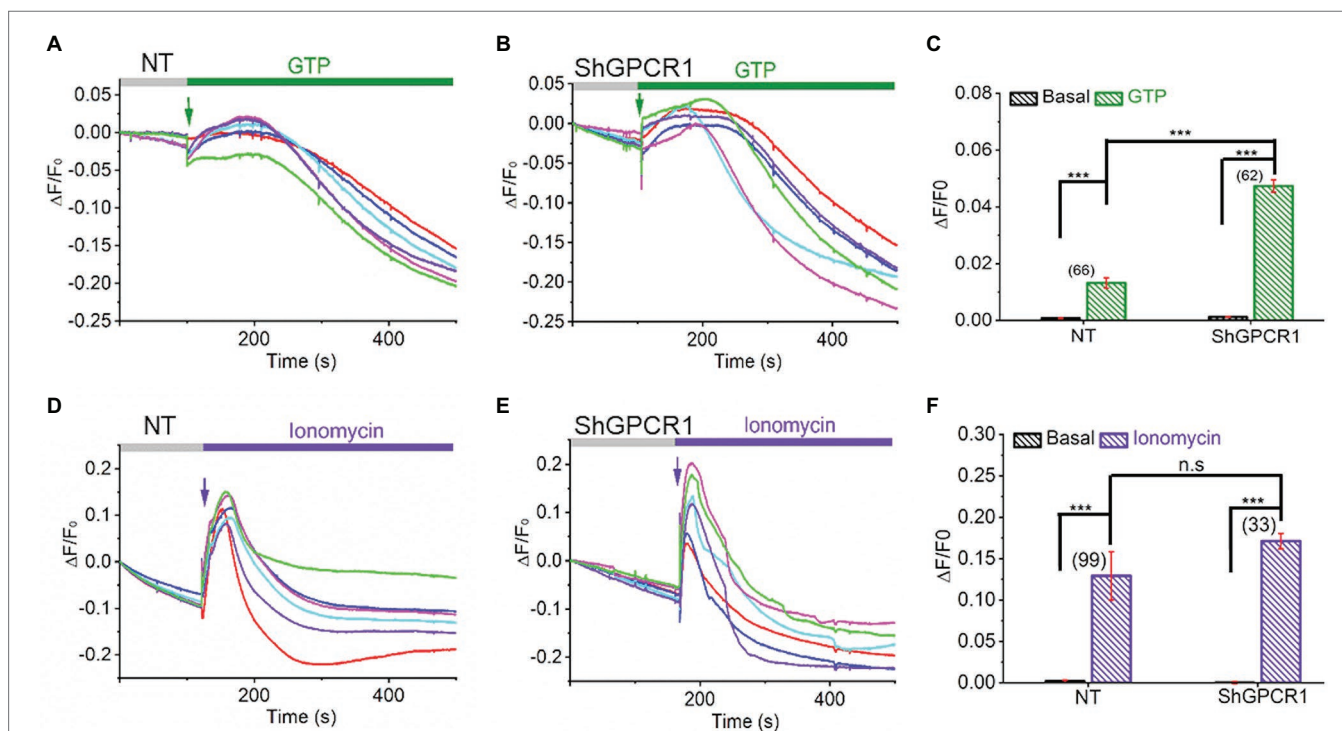 A
NT
GTP
0.05
0.00
-0.05
-0.10
-0.15
-0.20
-0.25
ΔF/F₀
200
400
Time (s)
B
ShGPCR1
GTP
0.05
0.00
-0.05
-0.10
-0.15
-0.20
-0.25
ΔF/F₀
0
200
400
Time (s)
C
Basal
GTP
0.08
0.06
0.04
0.02
0.00
ΔF/F0
***
***
***
(66)
(62)
NT
ShGPCR1
D
NT
Ionomycin
0.2
0.1
0.0
-0.1
-0.2
ΔF/F₀
200
400
Time (s)
E
ShGPCR1
Ionomycin
0.2
0.1
0.0
-0.1
-0.2
ΔF/F₀
0
200
400
Time (s)
F
Basal
Ionomycin
0.30
0.25
0.20
0.15
0.10
0.05
0.00
ΔF/F0
n.s
***
***
(99)
(33)
NT
ShGPCR1